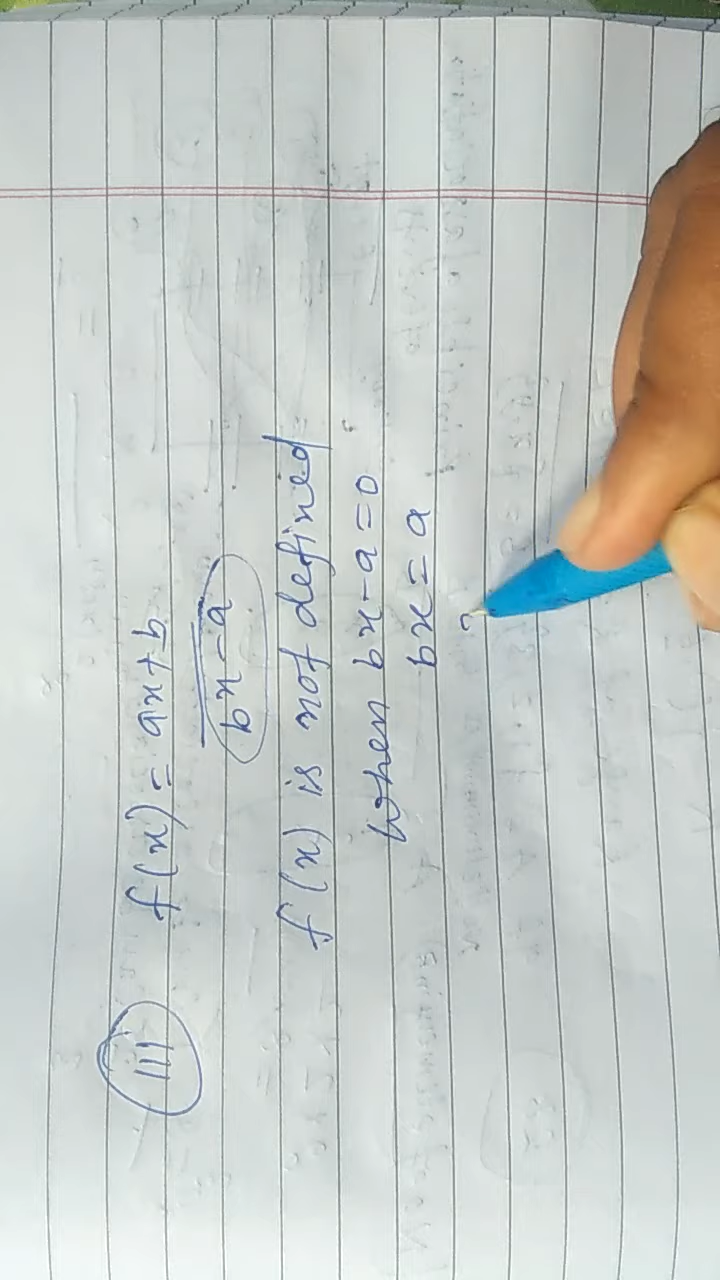 III f(x) = ax+b
bx-a
f(x) is not defined
when bx-a=0
bx=a